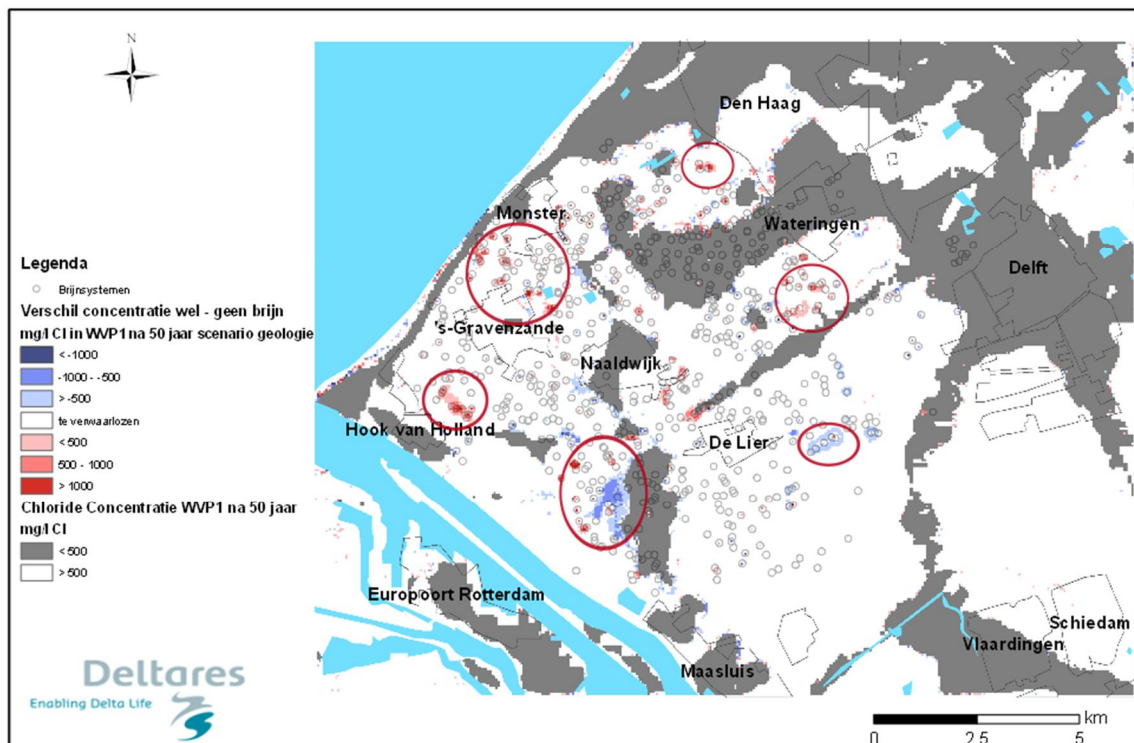 N
Den Haag
Monster
Wateringen
Delft
's-Gravenzande
Naaldwijk
Hoek van Holland
De Lier
Europoort Rotterdam
Maasluis
Vlaardingen
Schiedam
Legenda
Brijnsystemen
Verschil concentratie wel - geen brijn
mg/l Cl in WVP1 na 50 jaar scenario geologie
< -1000
-1000 - -500
> -500
te verwaarlozen
< 500
500 - 1000
> 1000
Chloride Concentratie WVP1 na 50 jaar
mg/l Cl
< 500
> 500
Deltares
Enabling Delta Life
km
0 2.5 5